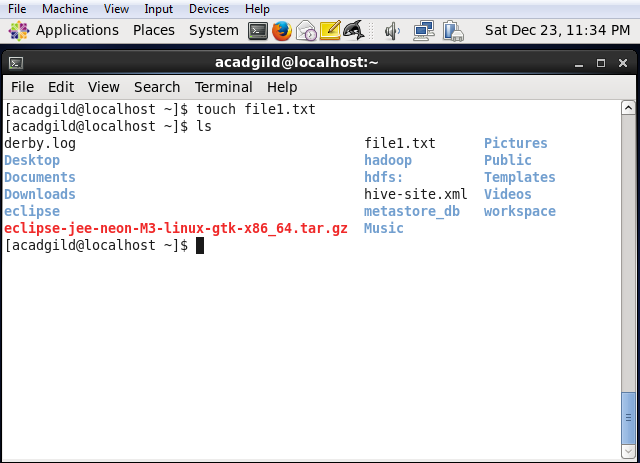 File Machine View Input Devices Help
Applications Places System Sat Dec 23, 11:34 PM
acadgild@localhost:~
File Edit View Search Terminal Help
[acadgild@localhost ~]$ touch file1.txt
[acadgild@localhost ~]$ ls
derby.log file1.txt Pictures
Desktop hadoop Public
Documents hdfs: Templates
Downloads hive-site.xml Videos
eclipse metastore_db workspace
eclipse-jee-neon-M3-linux-gtk-x86_64.tar.gz Music
[acadgild@localhost ~]$